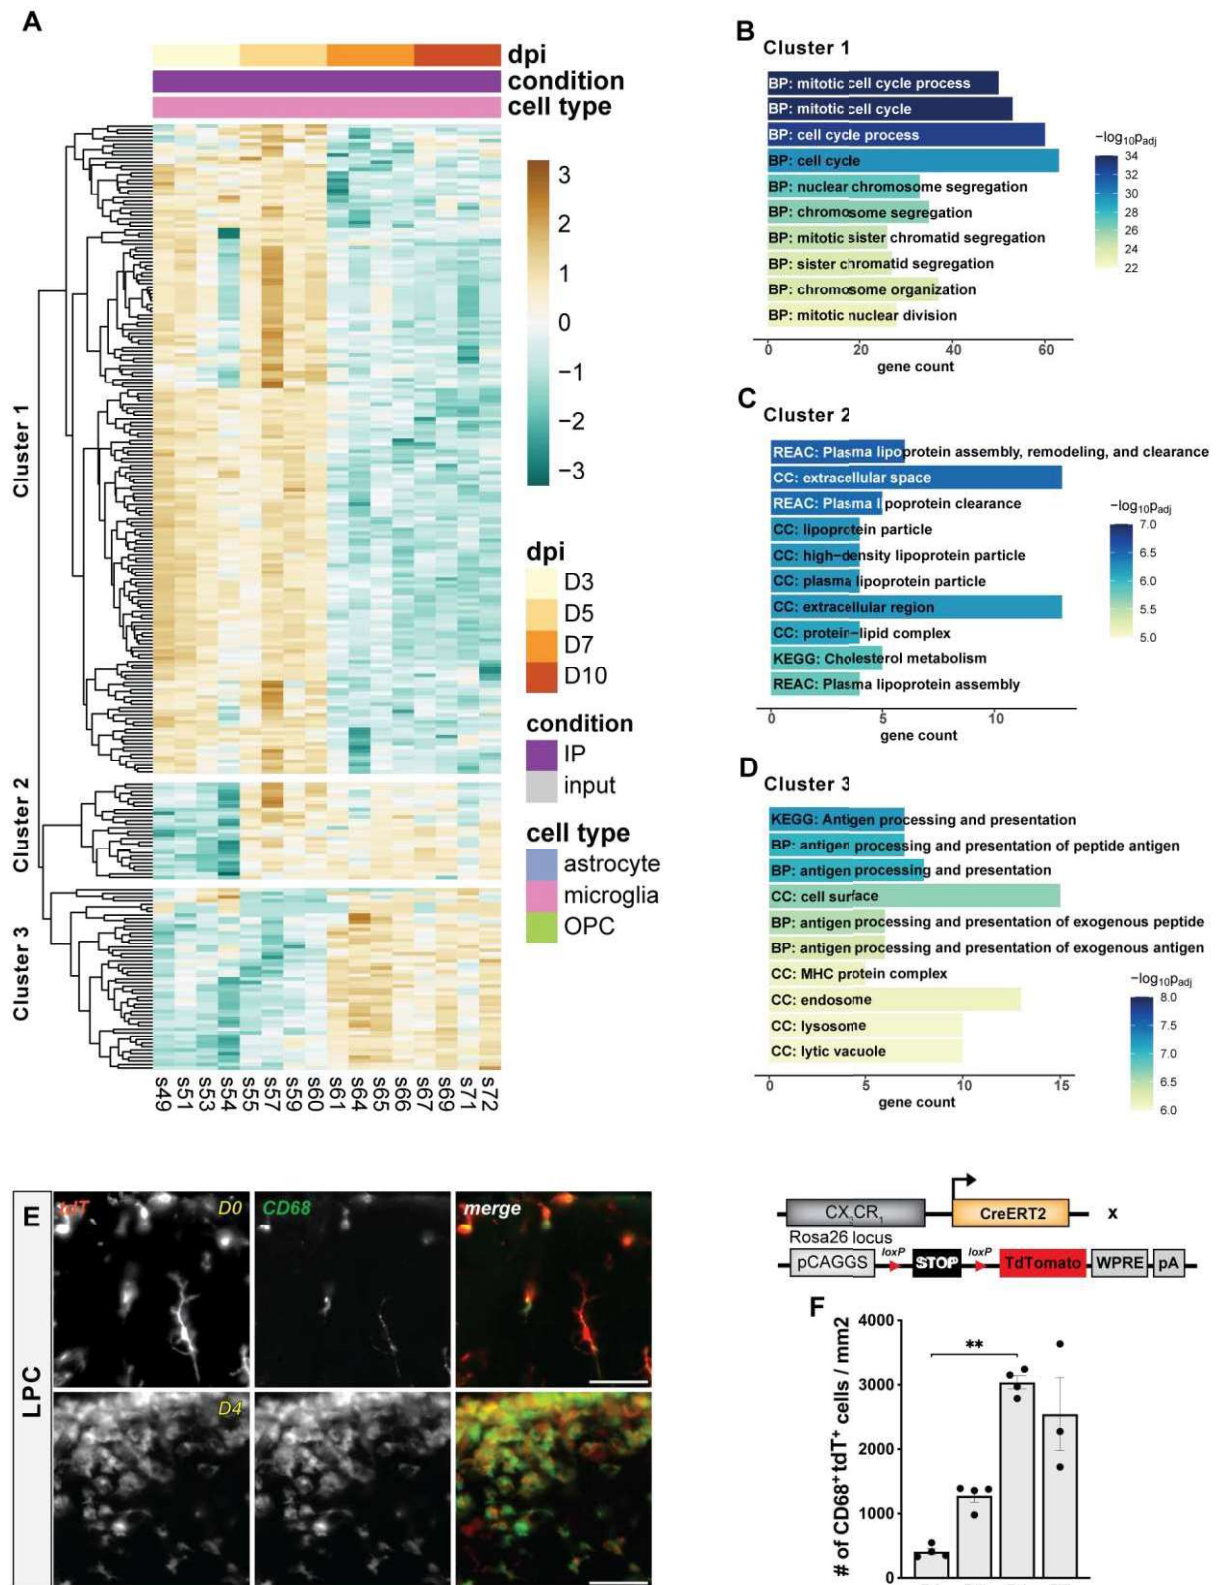 A
dpi
condition
cell type
3
2
1
0
−1
−2
−3
Cluster 1
Cluster 2
Cluster 3
dpi
D3
D5
D7
D10
condition
IP
input
cell type
astrocyte
microglia
OPC
s49
s51
s53
s54
s55
s57
s59
s60
s61
s64
s65
s66
s67
s69
s71
s72
B
Cluster 1
BP: mitotic cell cycle process
BP: mitotic cell cycle
BP: cell cycle process
BP: cell cycle
BP: nuclear chromosome segregation
BP: chromosome segregation
BP: mitotic sister chromatid segregation
BP: sister chromatid segregation
BP: chromosome organization
BP: mitotic nuclear division
0 20 40 60
gene count
−log10padj
34
32
30
28
26
24
22
C
Cluster 2
REAC: Plasma lipoprotein assembly, remodeling, and clearance
CC: extracellular space
REAC: Plasma lipoprotein clearance
CC: lipoprotein particle
CC: high−density lipoprotein particle
CC: plasma lipoprotein particle
CC: extracellular region
CC: protein−lipid complex
KEGG: Cholesterol metabolism
REAC: Plasma lipoprotein assembly
0 5 10
gene count
−log10padj
7.0
6.5
6.0
5.5
5.0
D
Cluster 3
KEGG: Antigen processing and presentation
BP: antigen processing and presentation of peptide antigen
BP: antigen processing and presentation
CC: cell surface
BP: antigen processing and presentation of exogenous peptide
BP: antigen processing and presentation of exogenous antigen
CC: MHC protein complex
CC: endosome
CC: lysosome
CC: lytic vacuole
0 5 10 15
gene count
−log10padj
8.0
7.5
7.0
6.5
6.0
E
LPC
tdT
D0
CD68
merge
D4
CX3CR1
CreERT2
x
Rosa26 locus
pCAGGS
loxP
STOP
loxP
TdTomato
WPRE
pA
F
**
# of CD68+tdT+ cells / mm2
4000
3000
2000
1000
0